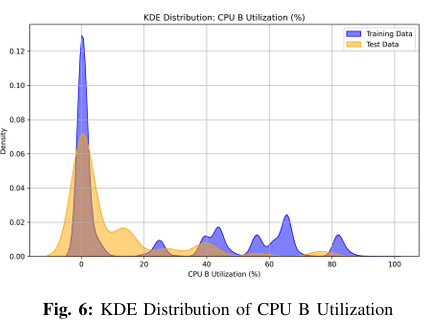 KDE Distribution: CPU B Utilization (%)
Training Data
Test Data
Density
0.12
0.10
0.08
0.06
0.04
0.02
0.00
0 20 40 60 80 100
CPU B Utilization (%)
Fig. 6: KDE Distribution of CPU B Utilization